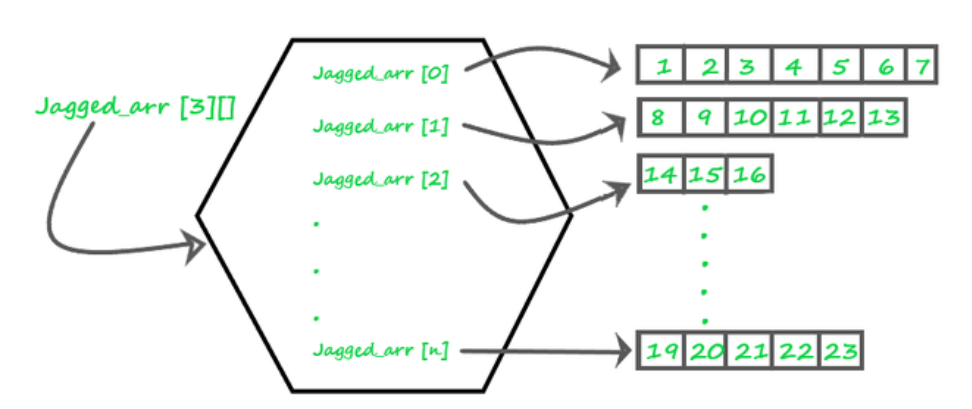 Jagged_arr [3][]
Jagged_arr [0]
1 2 3 4 5 6 7
Jagged_arr [1]
8 9 10 11 12 13
Jagged_arr [2]
14 15 16
Jagged_arr [n]
19 20 21 22 23